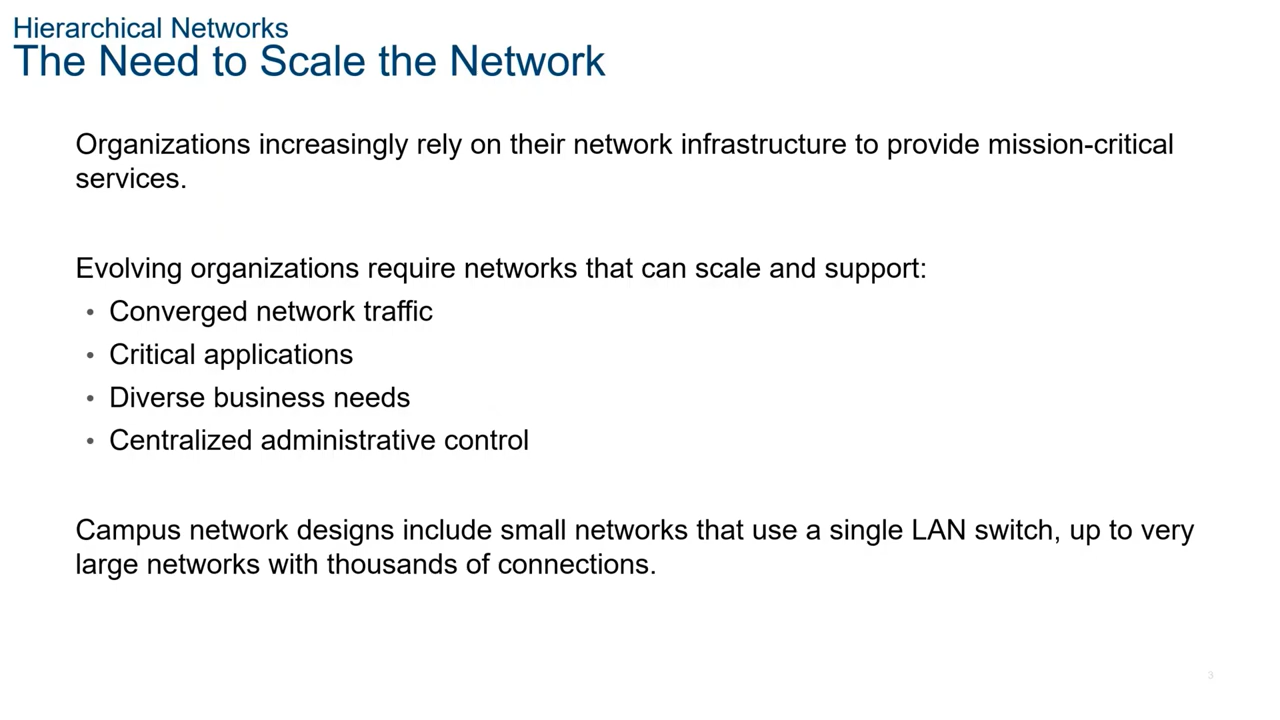 Hierarchical Networks
The Need to Scale the Network
Organizations increasingly rely on their network infrastructure to provide mission-critical
services.
Evolving organizations require networks that can scale and support:
• Converged network traffic
• Critical applications
• Diverse business needs
• Centralized administrative control
Campus network designs include small networks that use a single LAN switch, up to very
large networks with thousands of connections.
3